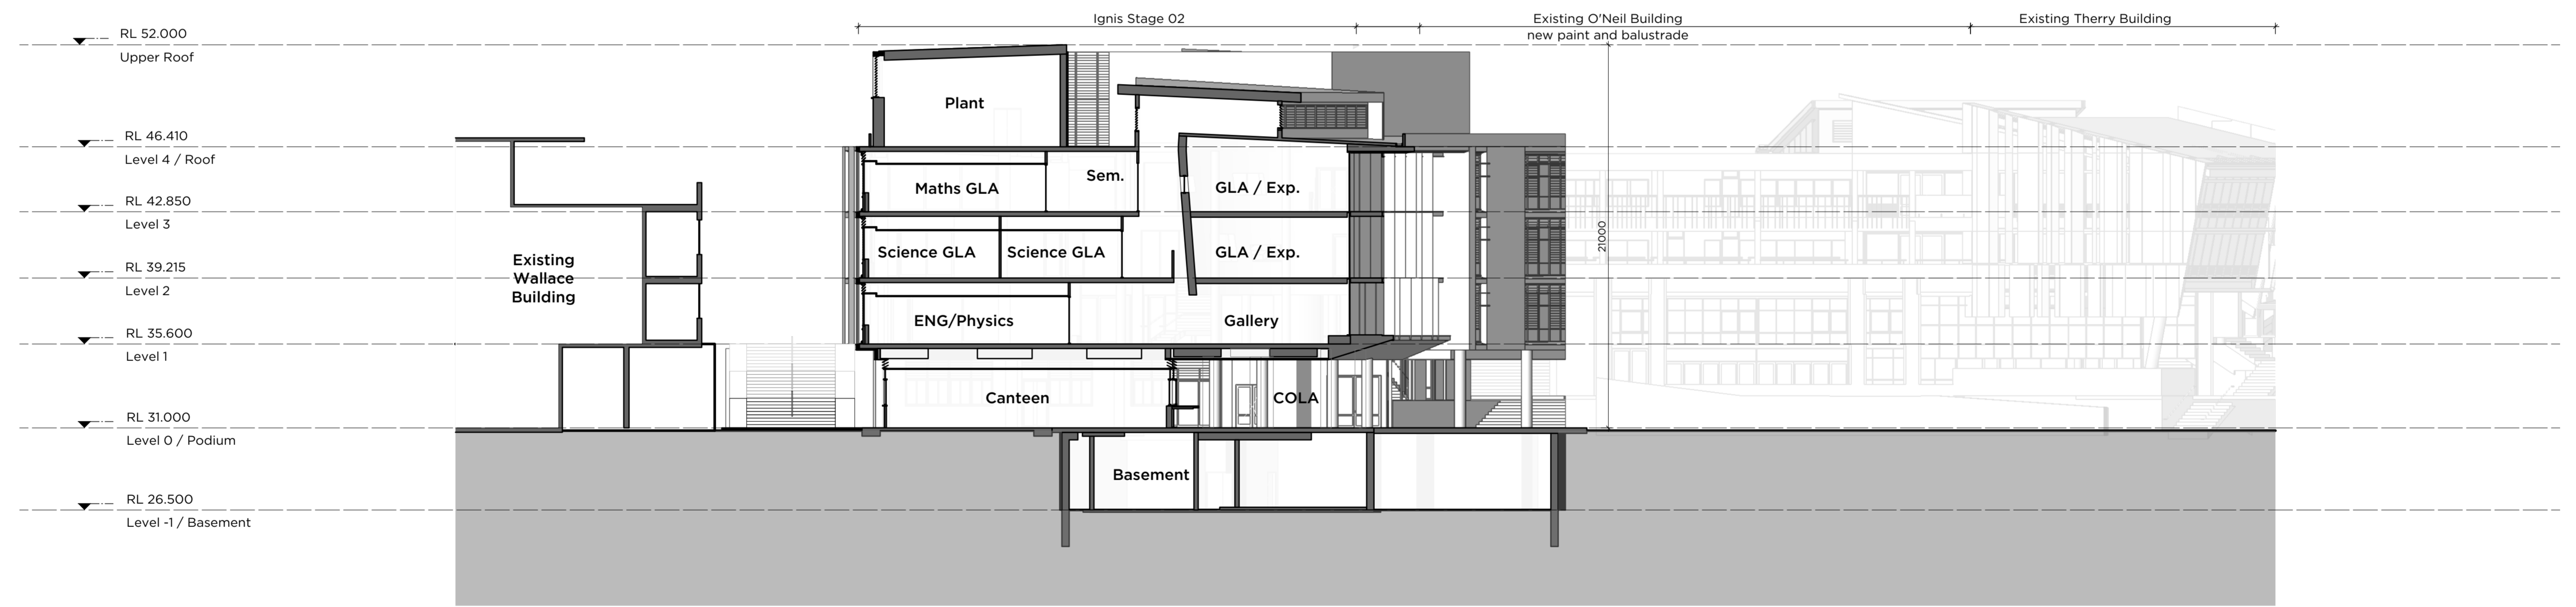 Ignis Stage 02
Existing O'Neil Building
new paint and balustrade
Existing Therry Building
RL 52.000
Upper Roof
Plant
RL 46.410
Level 4 / Roof
Maths GLA
Sem.
GLA / Exp.
RL 42.850
Level 3
Science GLA
Science GLA
GLA / Exp.
21000
Existing
Wallace
Building
RL 39.215
Level 2
ENG/Physics
Gallery
RL 35.600
Level 1
Canteen
COLA
RL 31.000
Level 0 / Podium
Basement
RL 26.500
Level -1 / Basement